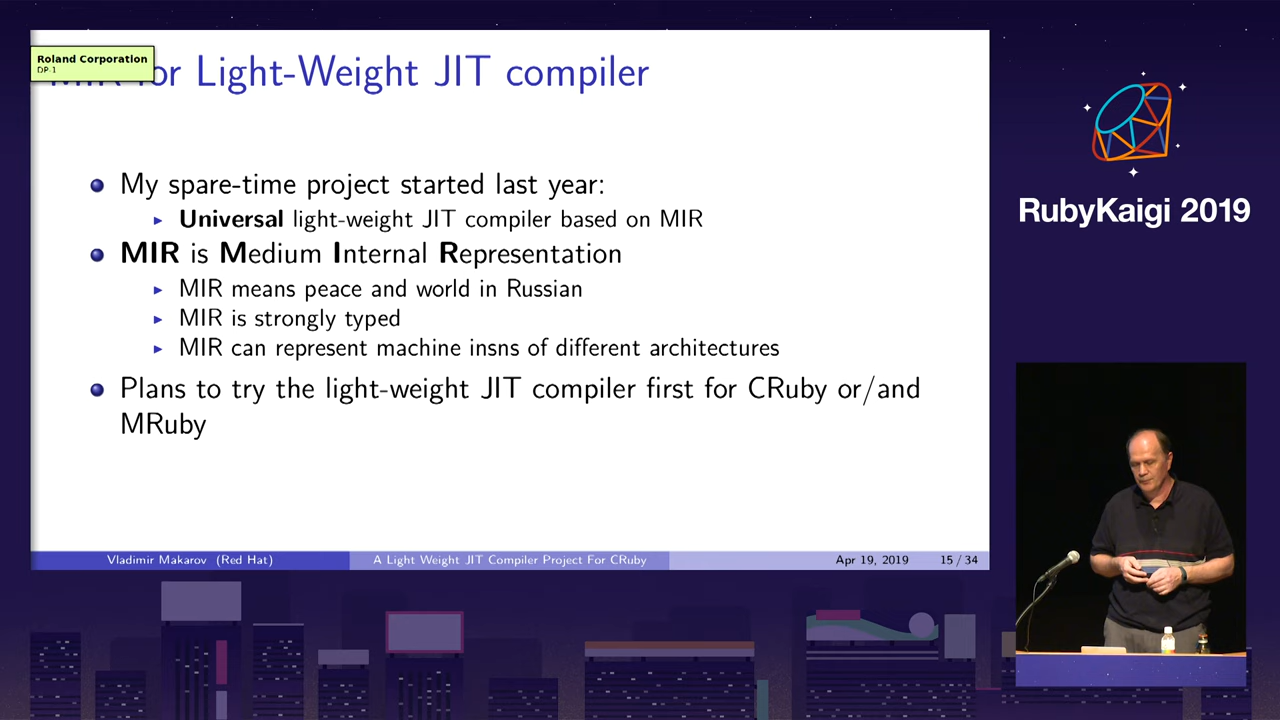 Roland Corporation
DP-1
MIR for Light-Weight JIT compiler
My spare-time project started last year:
Universal light-weight JIT compiler based on MIR
MIR is Medium Internal Representation
MIR means peace and world in Russian
MIR is strongly typed
MIR can represent machine insns of different architectures
Plans to try the light-weight JIT compiler first for CRuby or/and
MRuby
Vladimir Makarov (Red Hat)
A Light Weight JIT Compiler Project For CRuby
Apr 19, 2019
15 / 34
RubyKaigi 2019